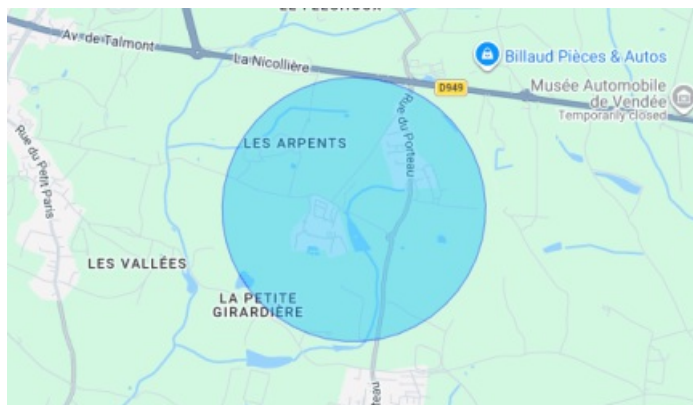 Av. de Talmont
La Nicollière
Billaud Pièces & Autos
D949
Musée Automobile
de Vendée
Temporarily closed
Rue du Petit Paris
LES ARPENTS
Rue du Porteau
LES VALLÉES
LA PETITE
GIRARDIÈRE